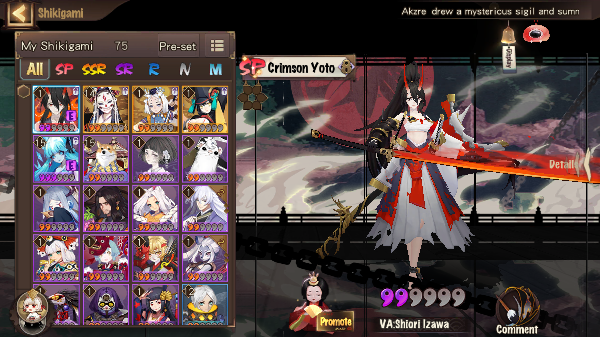 Shikigami
Akzre drew a mysterious sigil and sumn
My Shikigami 75 Pre-set
All SP SSR SR R N M
SP Crimson Yoto
Display
Detail
Promote
VA:Shiori Izawa
Comment